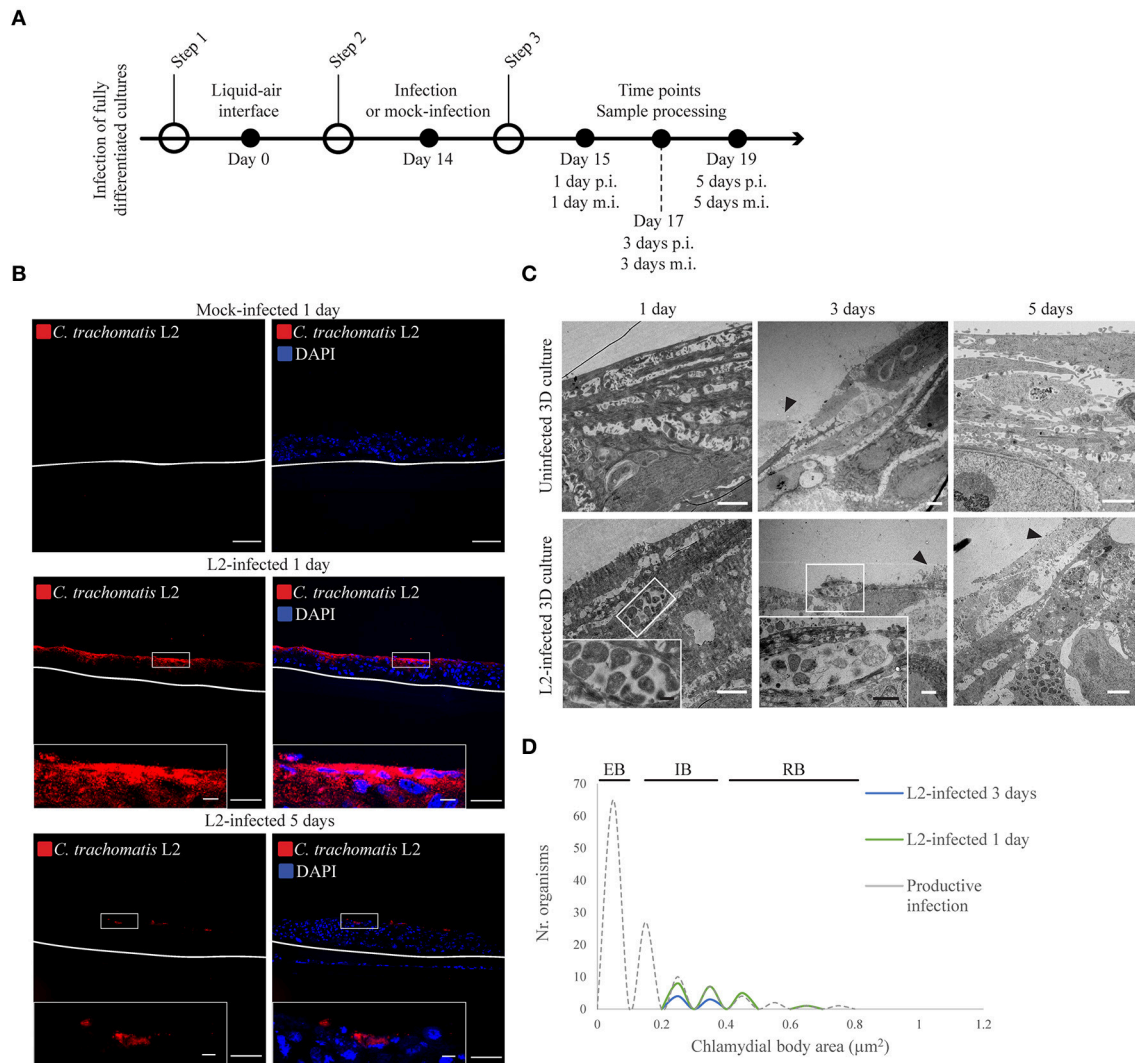 A
Infection of fully
differentiated cultures
Step 1
Step 2
Step 3
Liquid-air
interface
Infection
or mock-infection
Time points
Sample processing
Day 0
Day 14
Day 15
1 day p.i.
1 day m.i.
Day 17
3 days p.i.
3 days m.i.
Day 19
5 days p.i.
5 days m.i.
B
Mock-infected 1 day
C. trachomatis L2
C. trachomatis L2
DAPI
L2-infected 1 day
C. trachomatis L2
C. trachomatis L2
DAPI
L2-infected 5 days
C. trachomatis L2
C. trachomatis L2
DAPI
C
1 day
3 days
5 days
Uninfected 3D culture
L2-infected 3D culture
D
EB
IB
RB
Nr. organisms
70
60
50
40
30
20
10
0
0
0.2
0.4
0.6
0.8
1
1.2
Chlamydial body area (μm²)
L2-infected 3 days
L2-infected 1 day
Productive
infection